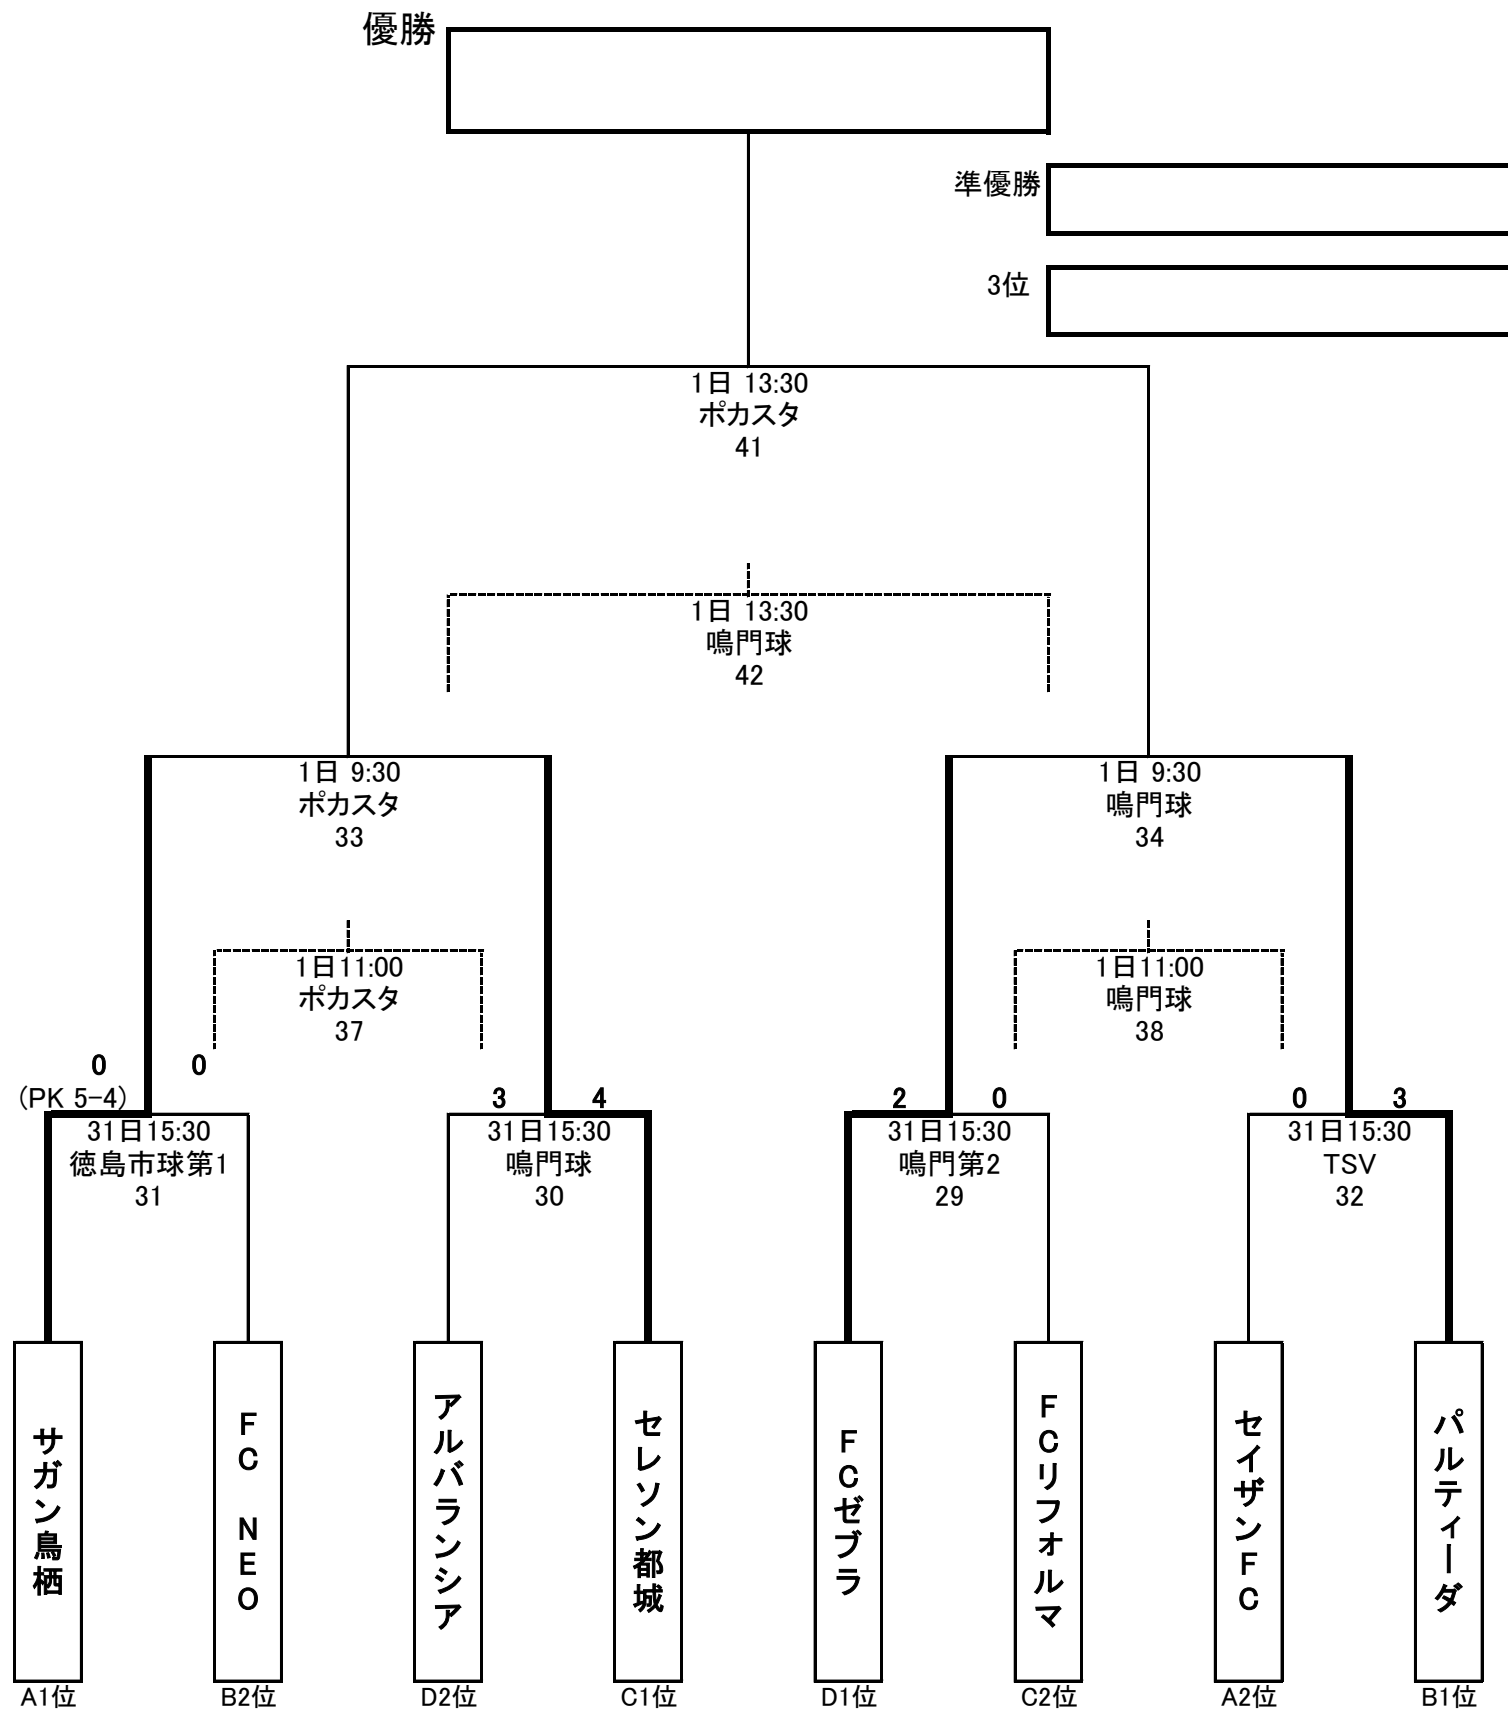 優勝
準優勝
3位
1日 13:30
ポカスタ
41
1日 13:30
鳴門球
42
1日 9:30
ポカスタ
33
1日 9:30
鳴門球
34
1日11:00
ポカスタ
37
1日11:00
鳴門球
38
0
0
(PK 5-4)
3
4
2
0
0
3
31日15:30
徳島市球第1
31
31日15:30
鳴門球
30
31日15:30
鳴門第2
29
31日15:30
TSV
32
サガン鳥栖
FC NEO
アルバランシア
セレソン都城
FCゼブラ
FCリフォルマ
セイザンFC
パルティーダ
A1位
B2位
D2位
C1位
D1位
C2位
A2位
B1位